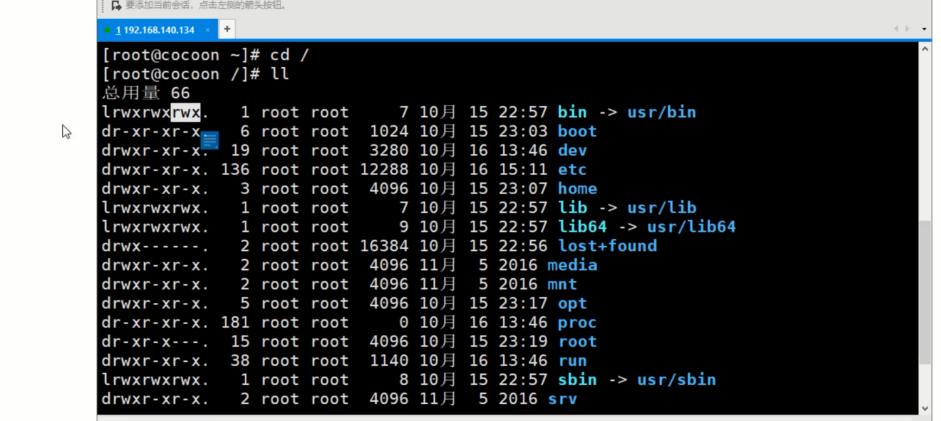 要添加当前会话，点击左侧的箭头按钮。
1 192.168.140.134 × +
[root@cocoon ~]# cd /
[root@cocoon /]# ll
总用量 66
lrwxrwxrwx. 1 root root 7 10月 15 22:57 bin -> usr/bin
dr-xr-xr-x. 6 root root 1024 10月 15 23:03 boot
drwxr-xr-x. 19 root root 3280 10月 16 13:46 dev
drwxr-xr-x. 136 root root 12288 10月 16 15:11 etc
drwxr-xr-x. 3 root root 4096 10月 15 23:07 home
lrwxrwxrwx. 1 root root 7 10月 15 22:57 lib -> usr/lib
lrwxrwxrwx. 1 root root 9 10月 15 22:57 lib64 -> usr/lib64
drwx------. 2 root root 16384 10月 15 22:56 lost+found
drwxr-xr-x. 2 root root 4096 11月 5 2016 media
drwxr-xr-x. 2 root root 4096 11月 5 2016 mnt
drwxr-xr-x. 5 root root 4096 10月 15 23:17 opt
dr-xr-xr-x. 181 root root 0 10月 16 13:46 proc
dr-xr-x---. 15 root root 4096 10月 15 23:19 root
drwxr-xr-x. 38 root root 1140 10月 16 13:46 run
lrwxrwxrwx. 1 root root 8 10月 15 22:57 sbin -> usr/sbin
drwxr-xr-x. 2 root root 4096 11月 5 2016 srv